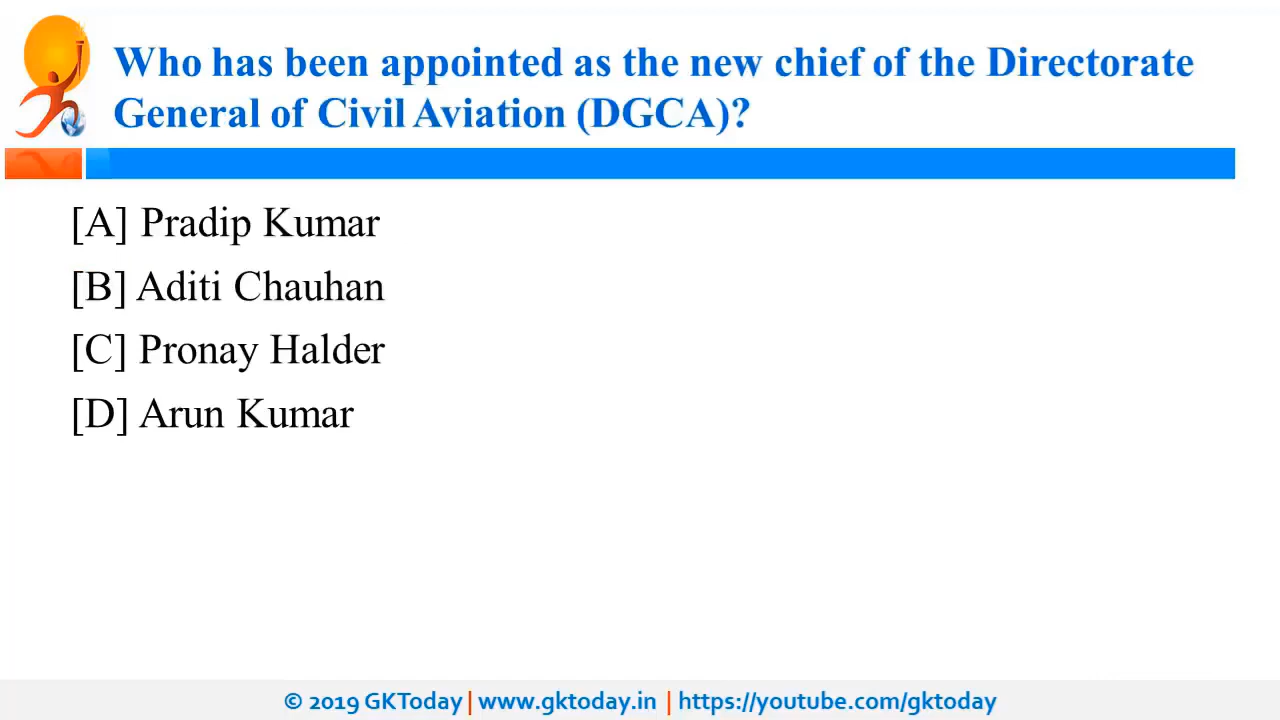 Who has been appointed as the new chief of the Directorate
General of Civil Aviation (DGCA)?
[A] Pradip Kumar
[B] Aditi Chauhan
[C] Pronay Halder
[D] Arun Kumar
© 2019 GKToday | www.gktoday.in | https://youtube.com/gktoday